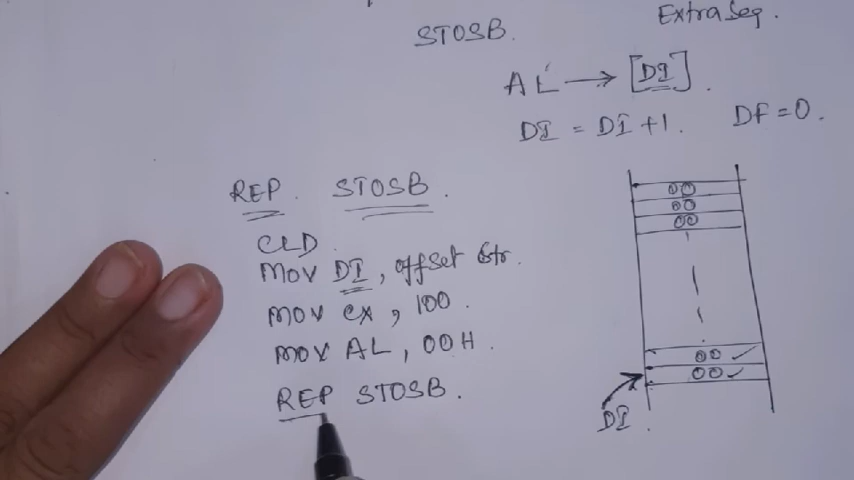 STOSB.
Extra Seg.
AL → [DI].
DI = DI + 1. DF = 0.
REP. STOSB.
CLD.
MOV DI, offset str.
MOV CX, 100.
MOV AL, 00H.
REP STOSB.
00
00
00
00 ✓
00 ✓
DI.